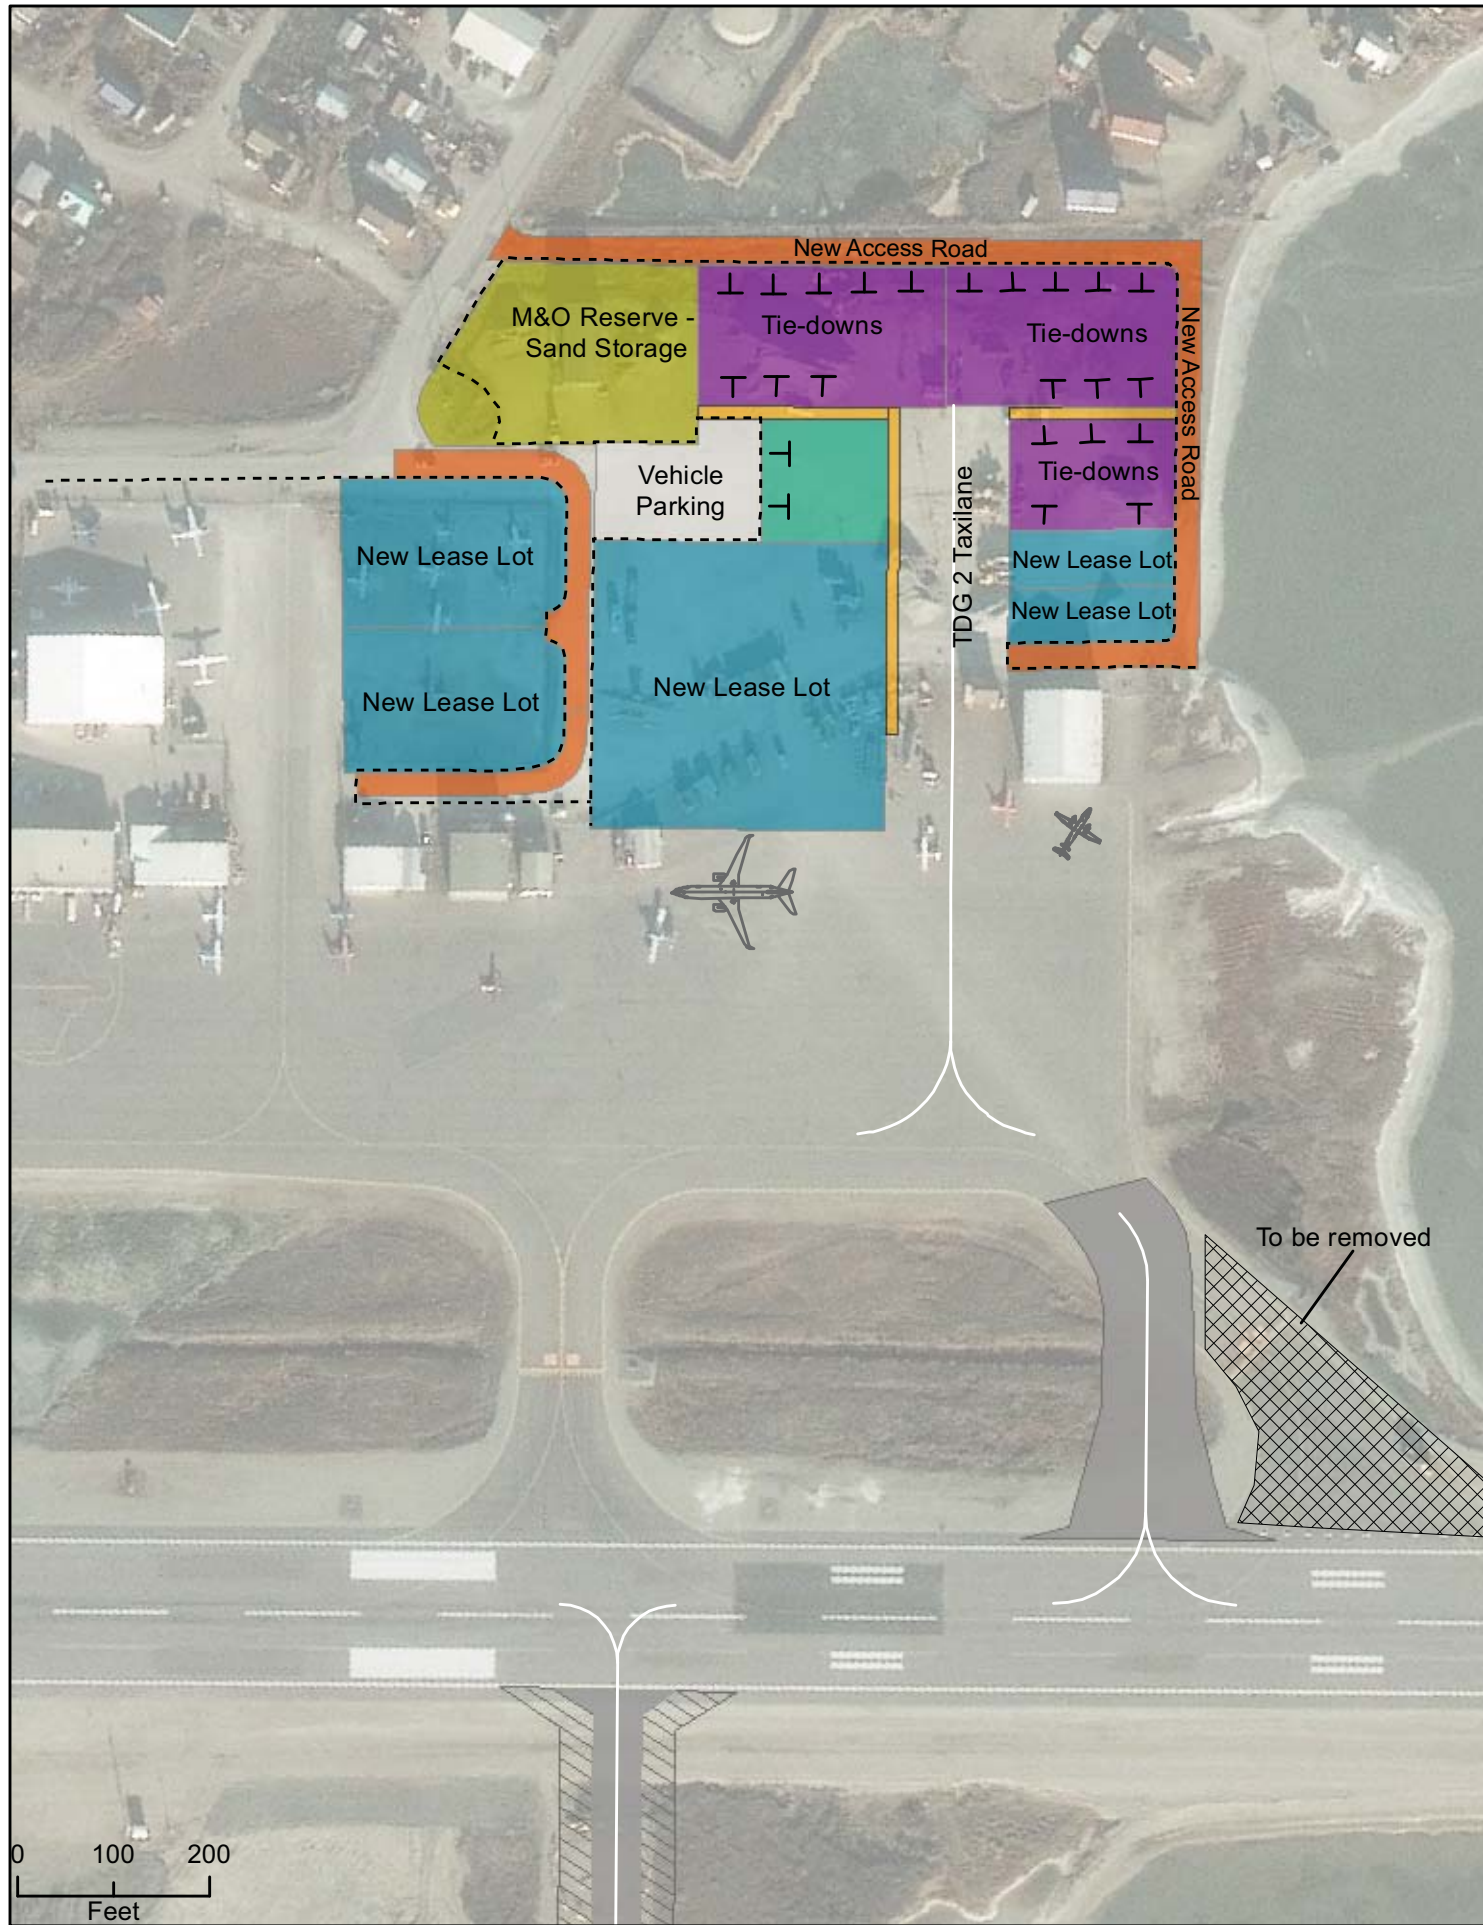 New Access Road
M&O Reserve -
Sand Storage
Tie-downs
Tie-downs
New Access Road
Vehicle
Parking
Tie-downs
New Lease Lot
New Lease Lot
New Lease Lot
TDG 2 Taxilane
New Lease Lot
New Lease Lot
To be removed
0 100 200
Feet